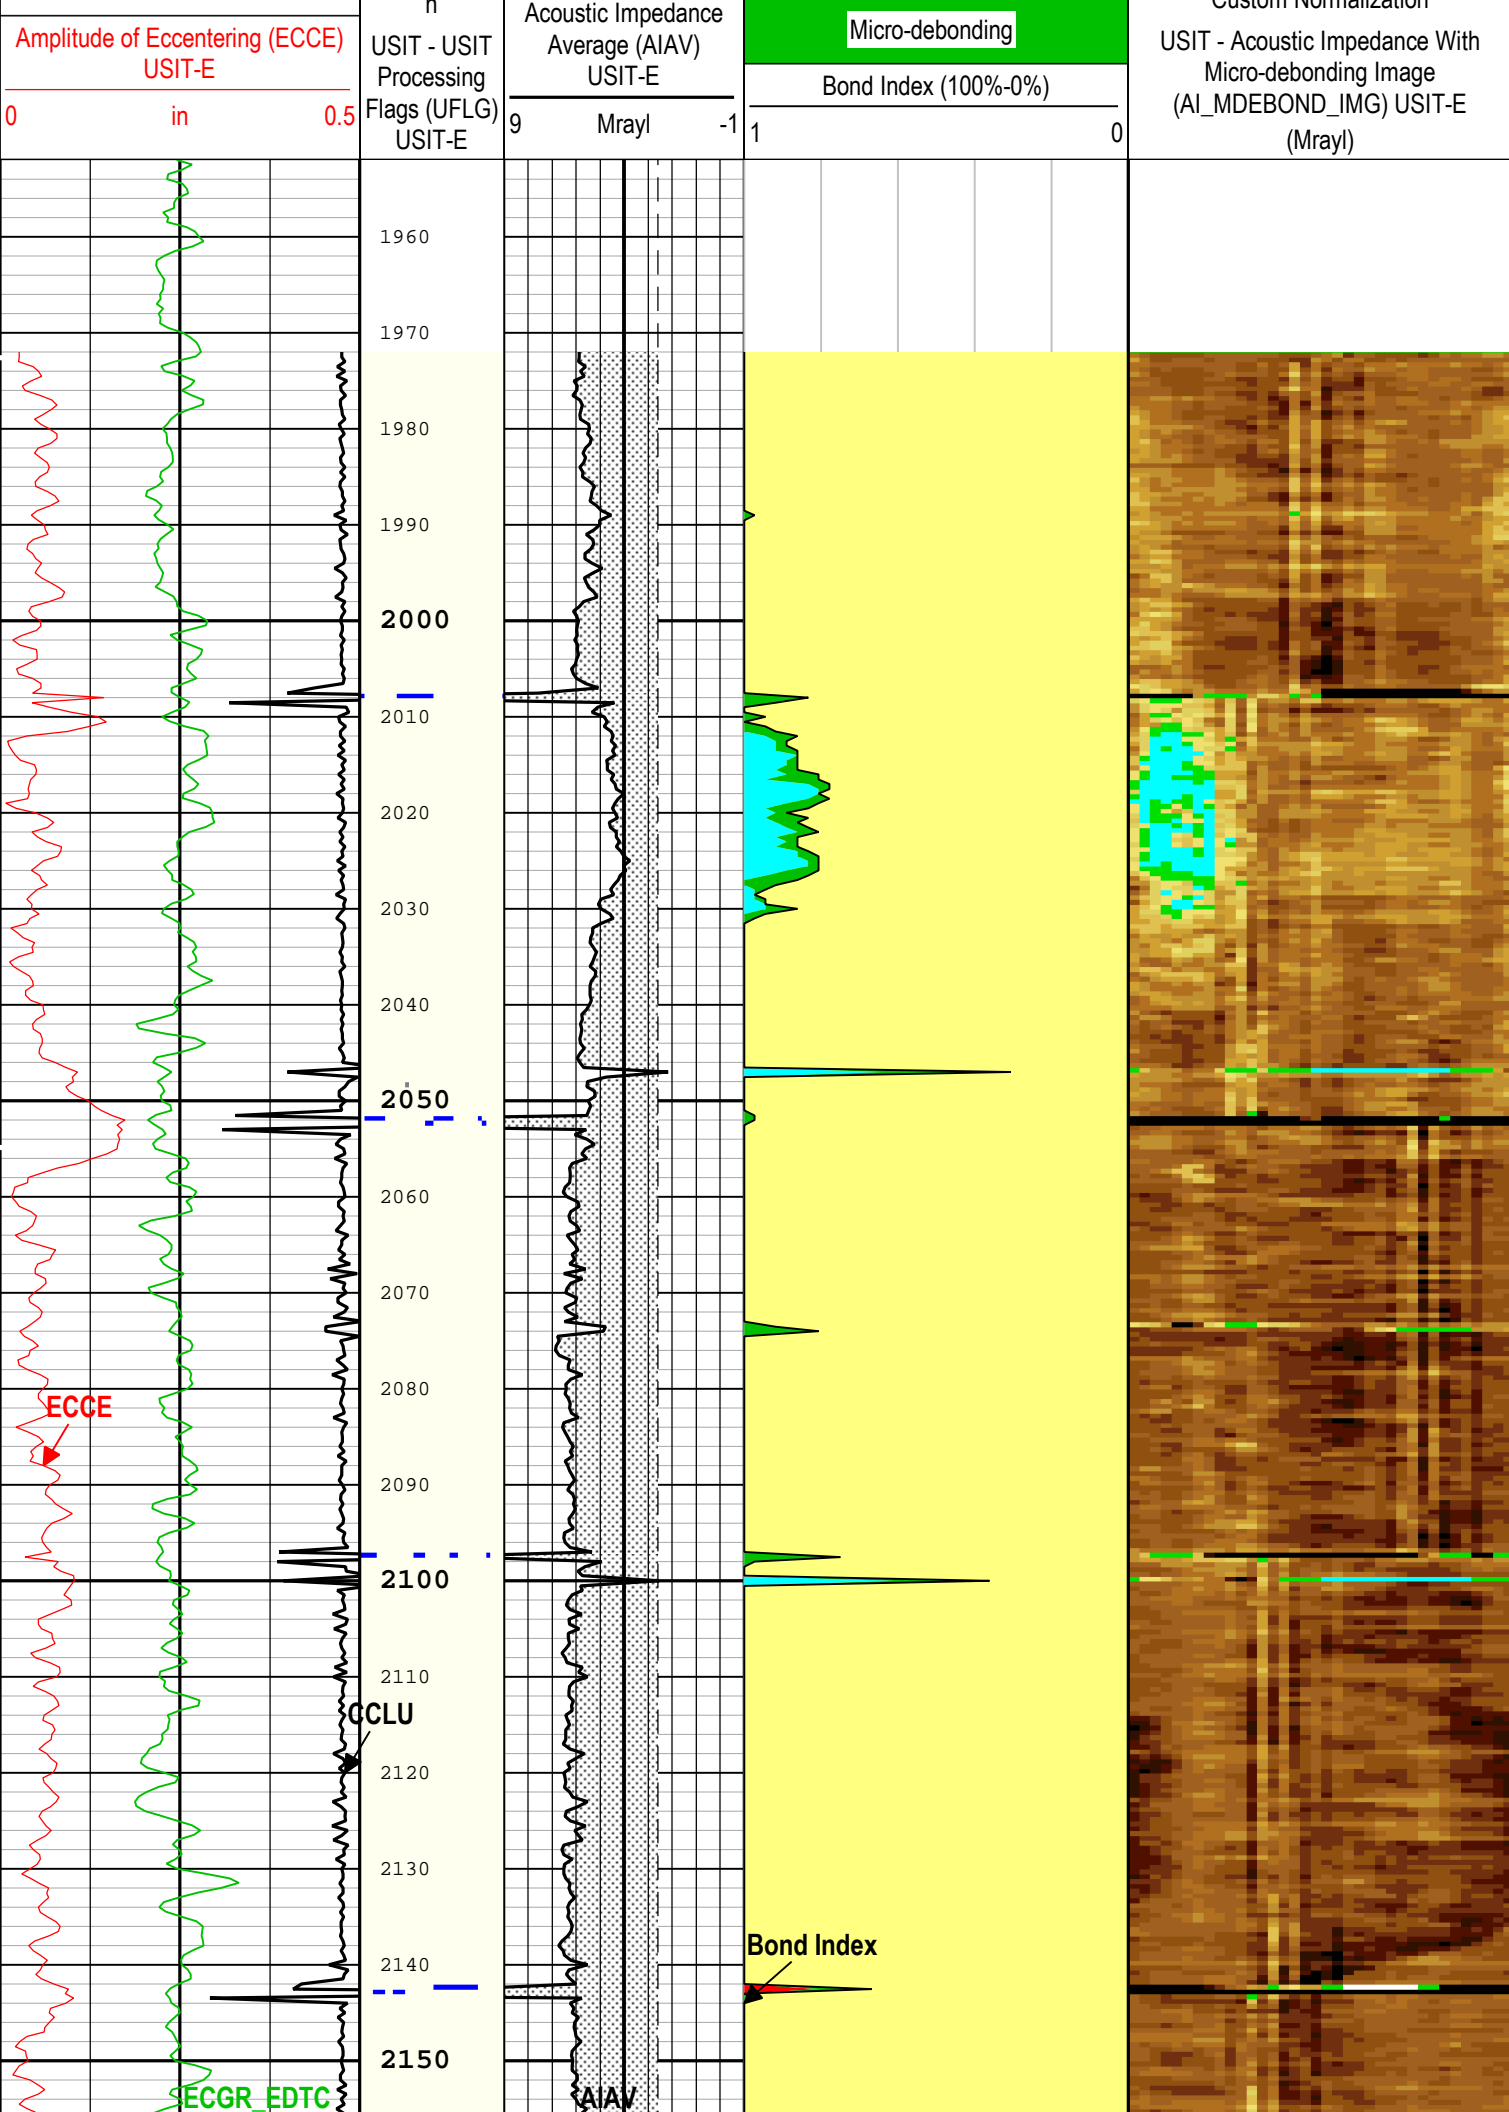 Amplitude of Eccentering (ECCE)
USIT-E
0 in 0.5
n
USIT - USIT
Processing
Flags (UFLG)
USIT-E
Acoustic Impedance
Average (AIAV)
USIT-E
9 Mrayl -1
Micro-debonding
Bond Index (100%-0%)
1 0
Custom Normalization
USIT - Acoustic Impedance With
Micro-debonding Image
(AI_MDEBOND_IMG) USIT-E
(Mrayl)
1960
1970
1980
1990
2000
2010
2020
2030
2040
2050
2060
2070
2080
ECCE
2090
2100
2110
CCLU
2120
2130
2140
Bond Index
2150
ECGR_EDTC
AIAV